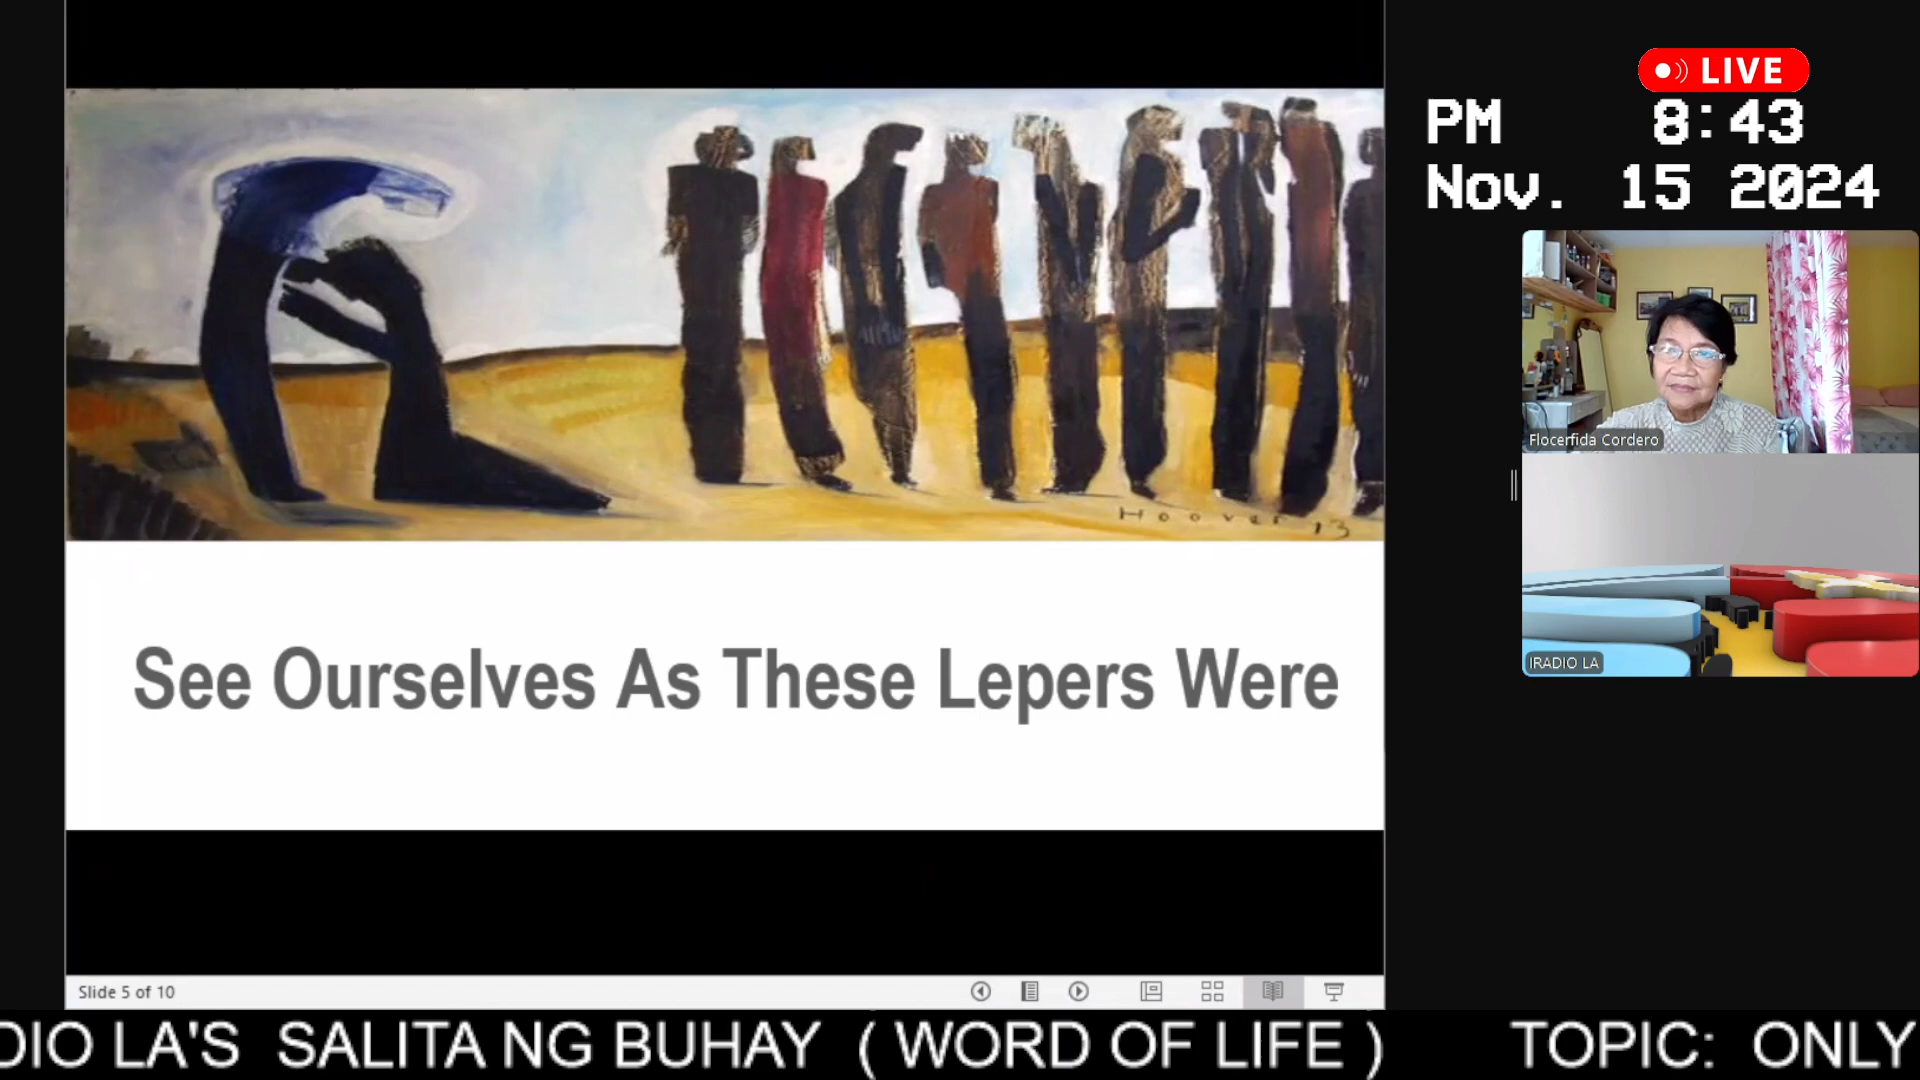 LIVE
PM 8:43
Nov. 15 2024
Flocerfida Cordero
IRADIO LA
Hoover 13
See Ourselves As These Lepers Were
Slide 5 of 10
DIO LA'S SALITA NG BUHAY ( WORD OF LIFE ) TOPIC: ONLY